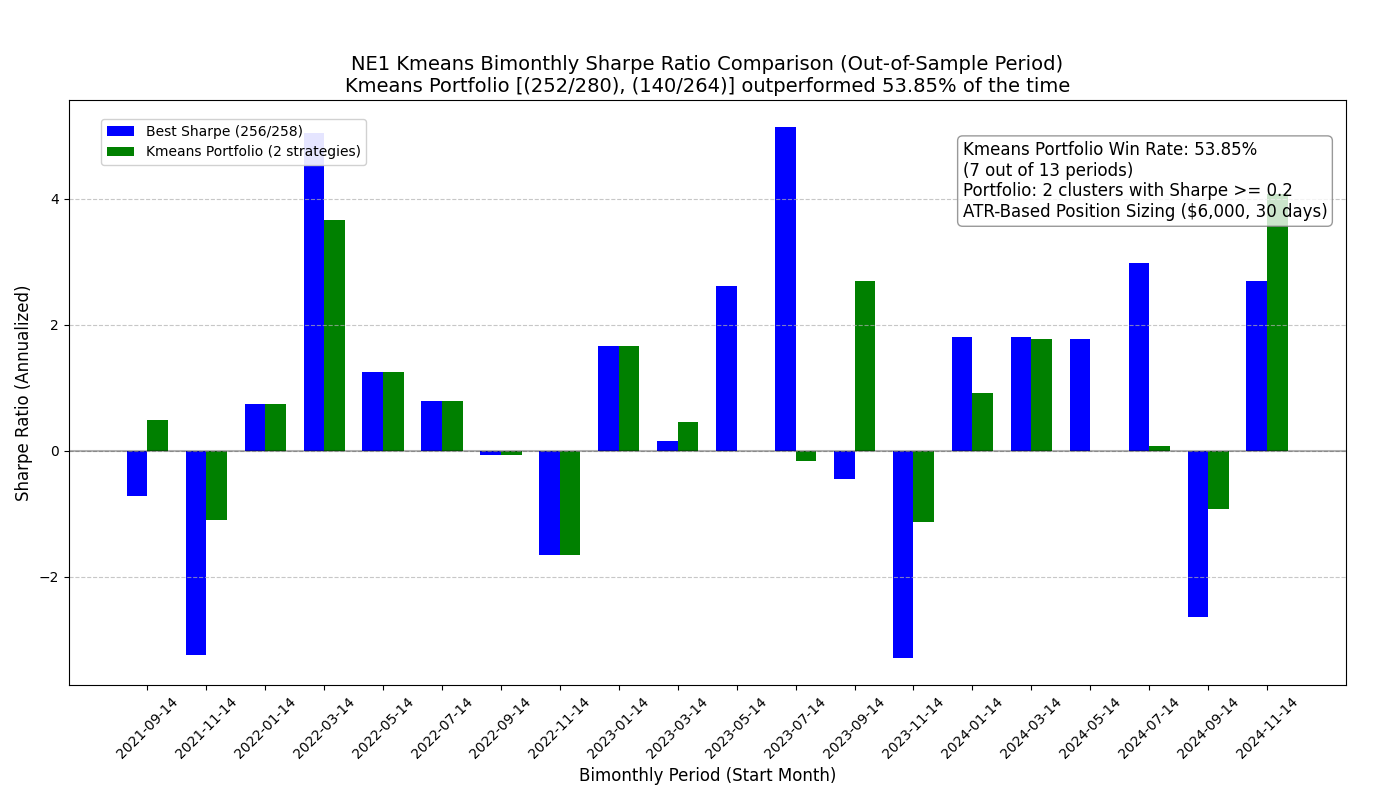 NE1 Kmeans Bimonthly Sharpe Ratio Comparison (Out-of-Sample Period)
Kmeans Portfolio [(252/280), (140/264)] outperformed 53.85% of the time
Best Sharpe (256/258)
Kmeans Portfolio (2 strategies)
Kmeans Portfolio Win Rate: 53.85%
(7 out of 13 periods)
Portfolio: 2 clusters with Sharpe >= 0.2
ATR-Based Position Sizing ($6,000, 30 days)
Sharpe Ratio (Annualized)
4
2
0
−2
2021-09-14
2021-11-14
2022-01-14
2022-03-14
2022-05-14
2022-07-14
2022-09-14
2022-11-14
2023-01-14
2023-03-14
2023-05-14
2023-07-14
2023-09-14
2023-11-14
2024-01-14
2024-03-14
2024-05-14
2024-07-14
2024-09-14
2024-11-14
Bimonthly Period (Start Month)